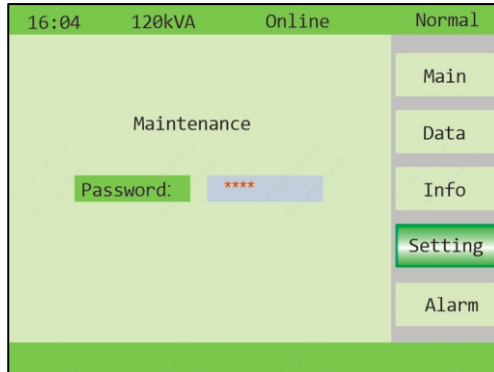 16:04 120kVA Online Normal
Main
Maintenance
Data
Password: ****
Info
Setting
Alarm